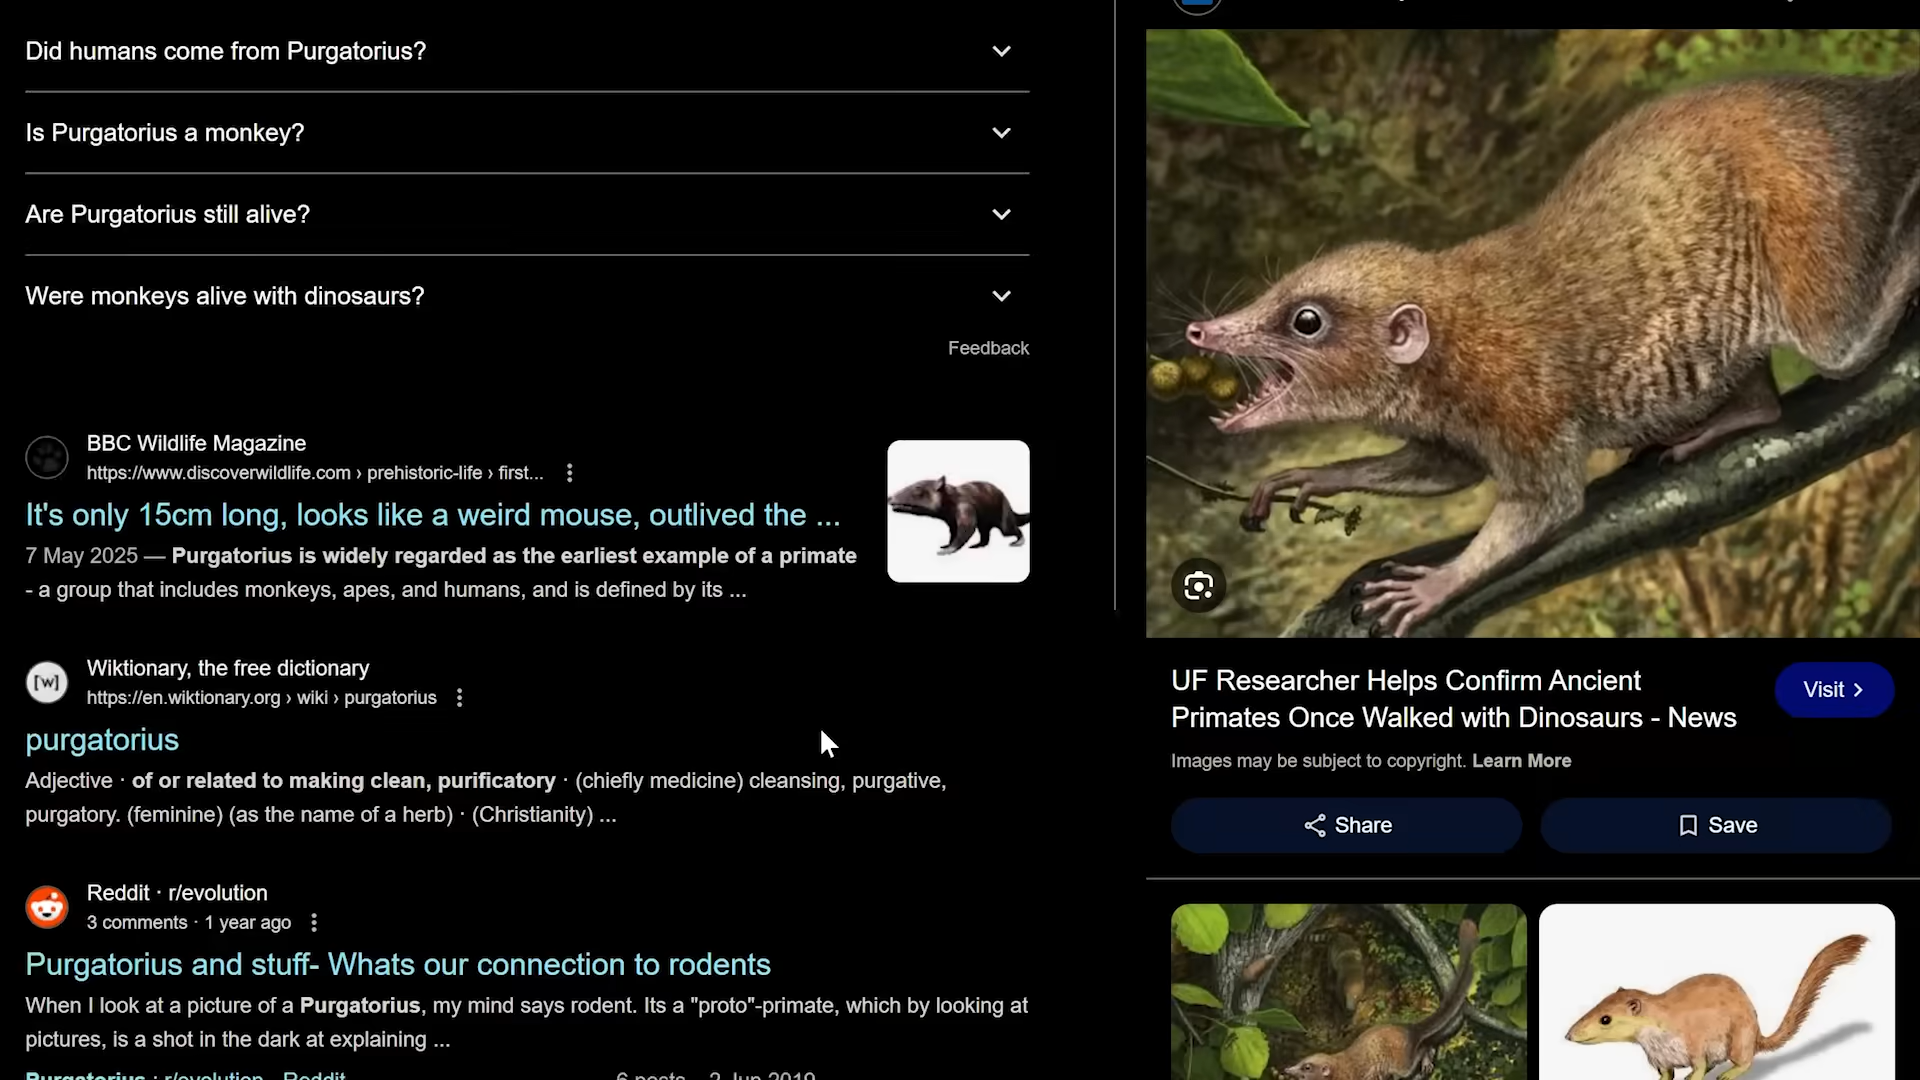 Did humans come from Purgatorius?
Is Purgatorius a monkey?
Are Purgatorius still alive?
Were monkeys alive with dinosaurs?
Feedback
BBC Wildlife Magazine
https://www.discoverwildlife.com › prehistoric-life › first...
It's only 15cm long, looks like a weird mouse, outlived the ...
7 May 2025 — Purgatorius is widely regarded as the earliest example of a primate
- a group that includes monkeys, apes, and humans, and is defined by its ...
[w]
Wiktionary, the free dictionary
https://en.wiktionary.org › wiki › purgatorius
purgatorius
Adjective · of or related to making clean, purificatory · (chiefly medicine) cleansing, purgative,
purgatory. (feminine) (as the name of a herb) · (Christianity) ...
Reddit · r/evolution
3 comments · 1 year ago
Purgatorius and stuff- Whats our connection to rodents
When I look at a picture of a Purgatorius, my mind says rodent. Its a "proto"-primate, which by looking at
pictures, is a shot in the dark at explaining ...
Purgatorius : r/evolution - Reddit
6 posts 2 Jun 2019
UF Researcher Helps Confirm Ancient
Primates Once Walked with Dinosaurs - News
Visit
Images may be subject to copyright. Learn More
Share
Save